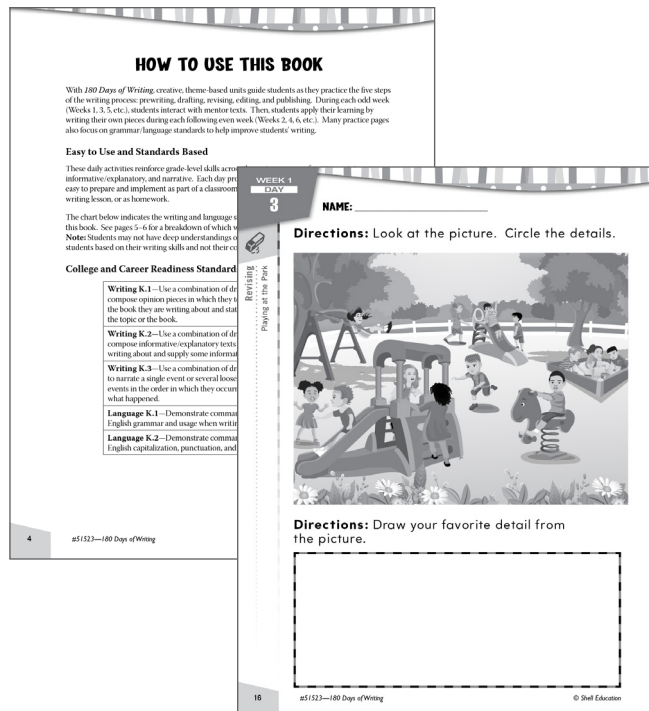 HOW TO USE THIS BOOK
With 180 Days of Writing, creative, theme-based units guide students as they practice the five steps
of the writing process: prewriting, drafting, revising, editing, and publishing. During each odd week
(Weeks 1, 3, 5, etc.), students interact with mentor texts. Then, students apply their learning by
writing their own pieces during each following even week (Weeks 2, 4, 6, etc.). Many practice pages
also focus on grammar/language standards to help improve students' writing.
Easy to Use and Standards Based
These daily activities reinforce grade-level skills
informative/explanatory, and narrative. Each day
easy to prepare and implement as part of a classroom
writing lesson, or as homework.
The chart below indicates the writing and language
this book. See pages 5–6 for a breakdown of which
Note: Students may not have deep understandings
students based on their writing skills and not their
College and Career Readiness Standard
Writing K.1—Use a combination of
compose opinion pieces in which they
the book they are writing about and
the topic or the book.
Writing K.2—Use a combination of
compose informative/explanatory texts
writing about and supply some
Writing K.3—Use a combination of
to narrate a single event or several
events in the order in which they
what happened.
Language K.1—Demonstrate
English grammar and usage when
Language K.2—Demonstrate
English capitalization, punctuation, and
4
#51523—180 Days of Writing
WEEK 1
DAY
3
NAME:
Revising
Playing at the Park
Directions: Look at the picture. Circle the details.
Directions: Draw your favorite detail from
the picture.
16
#51523—180 Days of Writing
© Shell Education